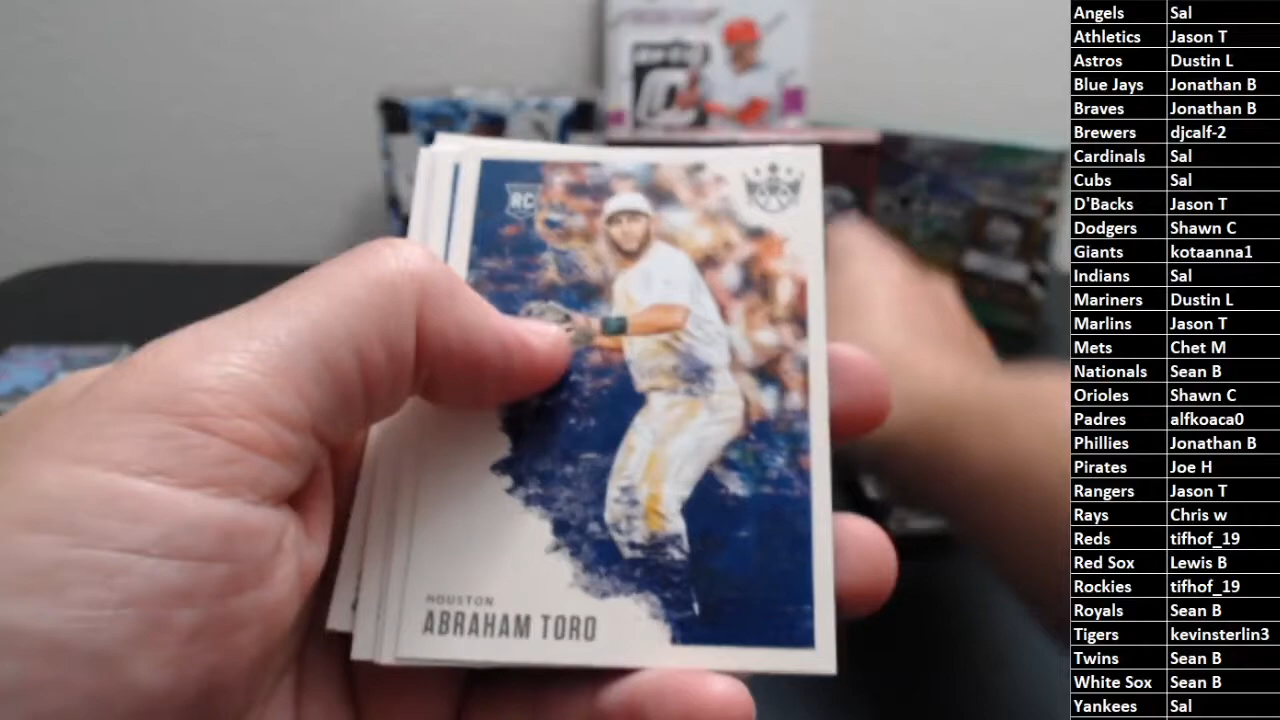 RC
HOUSTON
ABRAHAM TORO
Angels Sal
Athletics Jason T
Astros Dustin L
Blue Jays Jonathan B
Braves Jonathan B
Brewers djcalf-2
Cardinals Sal
Cubs Sal
D'Backs Jason T
Dodgers Shawn C
Giants kotaanna1
Indians Sal
Mariners Dustin L
Marlins Jason T
Mets Chet M
Nationals Sean B
Orioles Shawn C
Padres alfkoaca0
Phillies Jonathan B
Pirates Joe H
Rangers Jason T
Rays Chris w
Reds tifhof_19
Red Sox Lewis B
Rockies tifhof_19
Royals Sean B
Tigers kevinsterlin3
Twins Sean B
White Sox Sean B
Yankees Sal